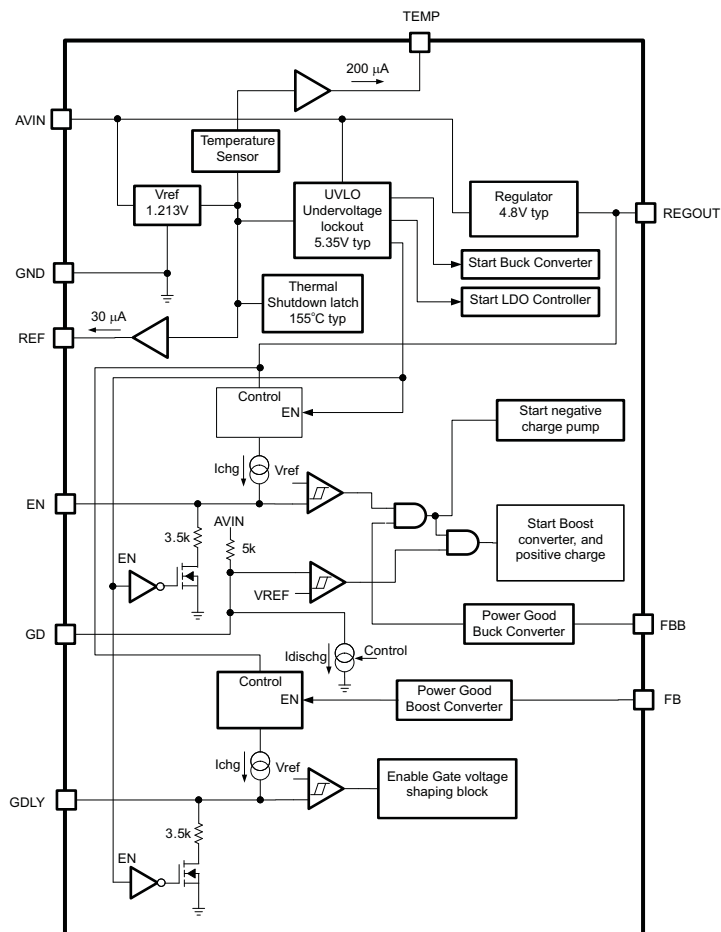 TEMP
200 µA
AVIN
Temperature
Sensor
Vref
1.213V
UVLO
Undervoltage
lockout
5.35V typ
Regulator
4.8V typ
REGOUT
Start Buck Converter
GND
Thermal
Shutdown latch
155°C typ
Start LDO Controller
30 µA
REF
Control
EN
Start negative
charge pump
Ichg
Vref
EN
3.5k
AVIN
5k
Start Boost
converter, and
positive charge
EN
VREF
GD
Power Good
Buck Converter
FBB
Idischg
Control
Control
EN
Power Good
Boost Converter
FB
Ichg
Vref
Enable Gate voltage
shaping block
GDLY
3.5k
EN